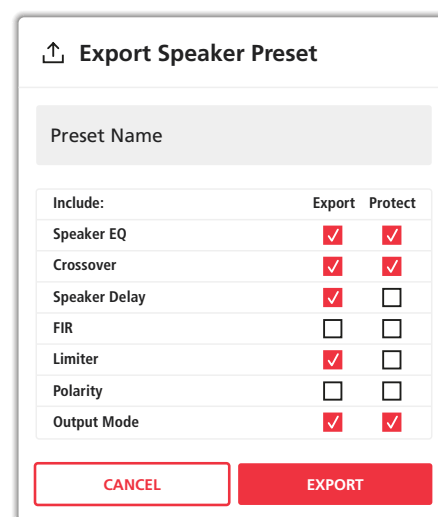 Export Speaker Preset
Preset Name
Include: Export Protect
Speaker EQ
Crossover
Speaker Delay
FIR
Limiter
Polarity
Output Mode
CANCEL EXPORT